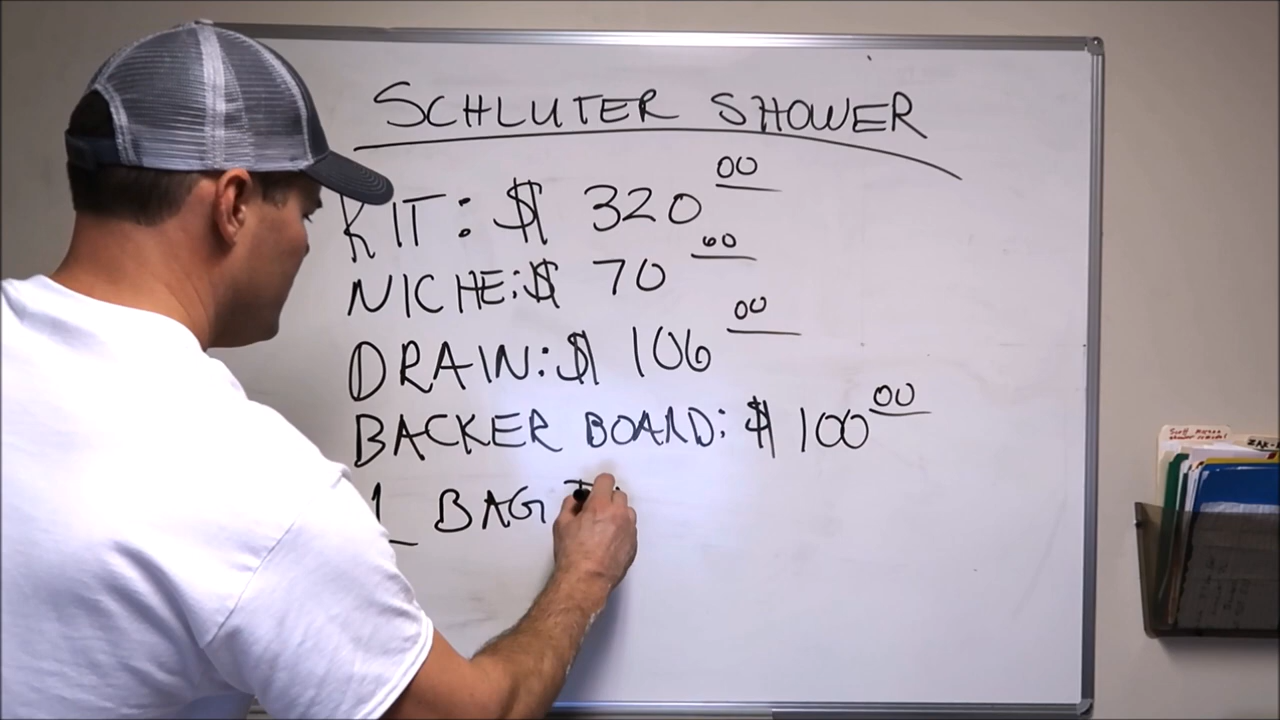 SCHLUTER SHOWER
KIT: $ 320 00
NICHE: $ 70 00
DRAIN: $ 106 00
BACKER BOARD: $ 100 00
1 BAG